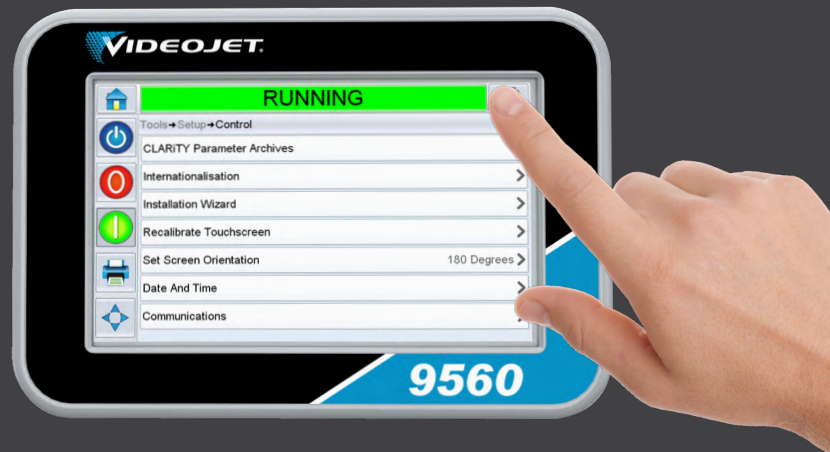 VIDEOJET.
RUNNING
Tools→Setup→Control
CLARiTY Parameter Archives
Internationalisation
Installation Wizard
Recalibrate Touchscreen
Set Screen Orientation 180 Degrees
Date And Time
Communications
9560